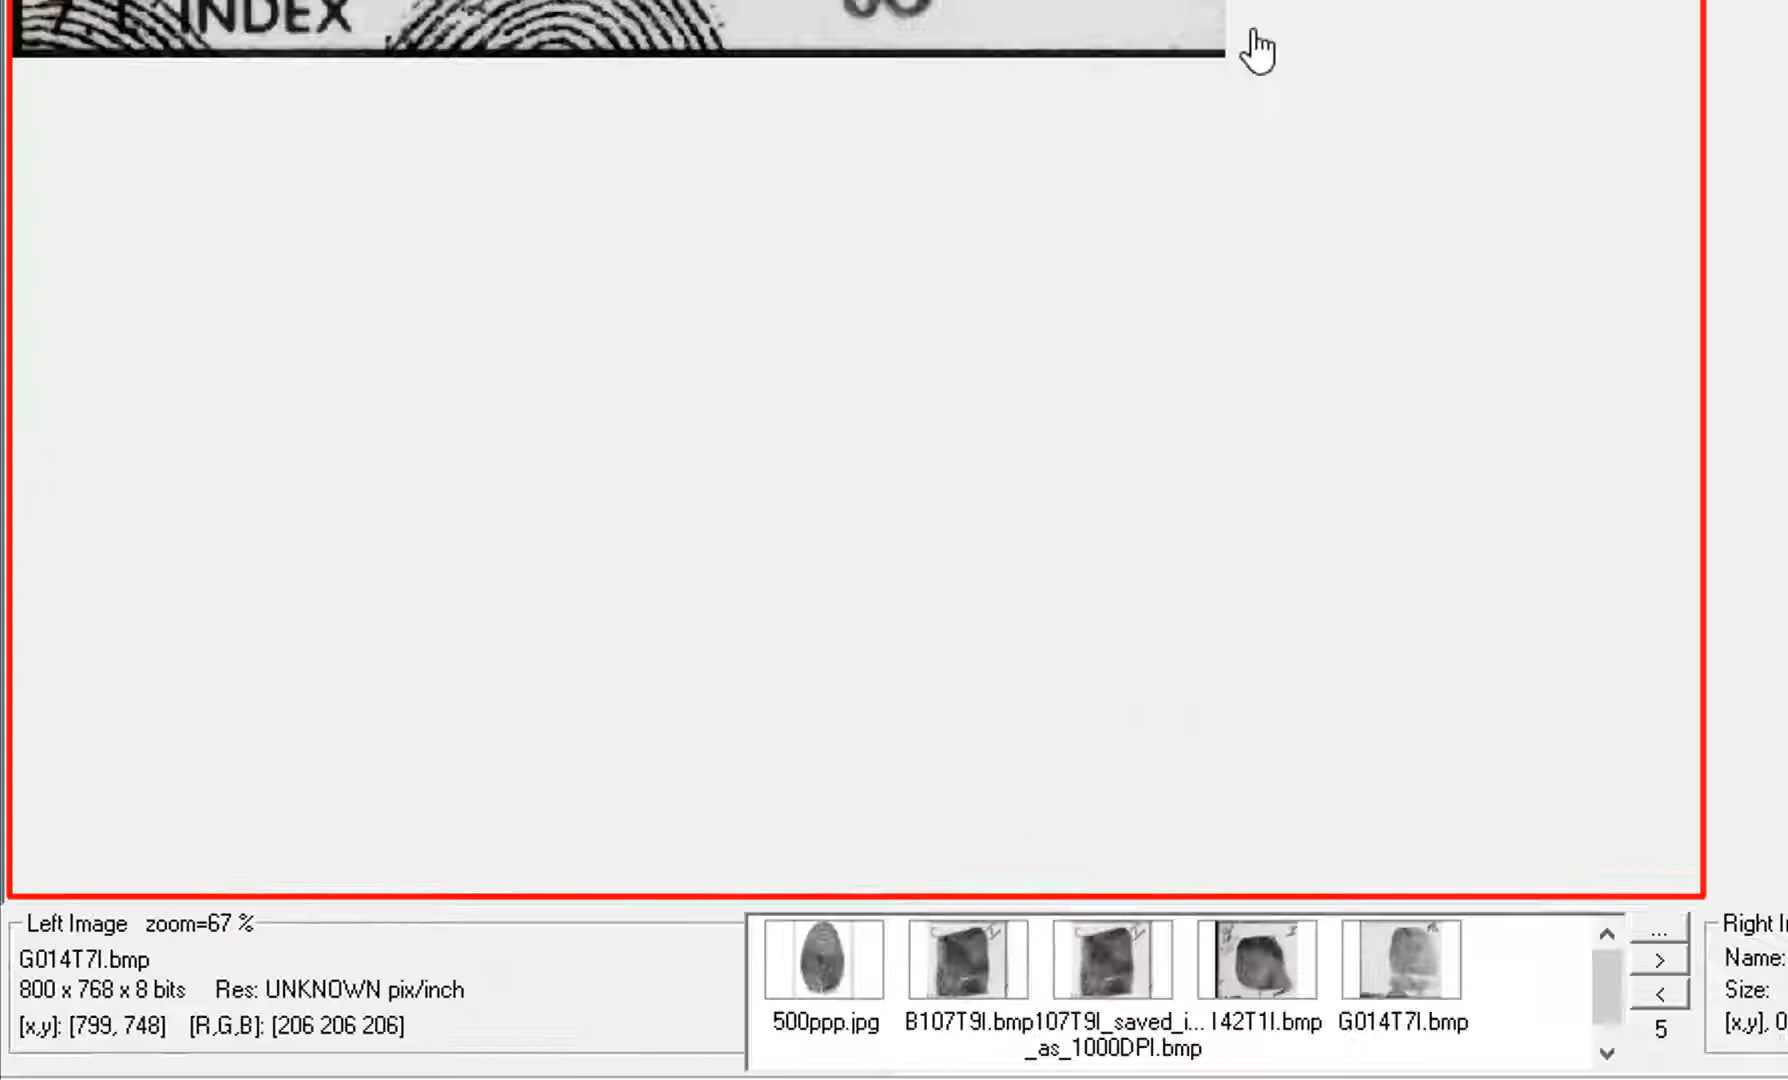 INDEX
Left Image zoom=67 %
G014T7I.bmp
800 x 768 x 8 bits Res: UNKNOWN pix/inch
[x,y]: [799, 748] [R,G,B]: [206 206 206]
500ppp.jpg
B107T9I.bmp
107T9I_saved_i...
_as_1000DPI.bmp
I42T1I.bmp
G014T7I.bmp
...
>
<
5
Right I
Name:
Size:
[x,y], 0